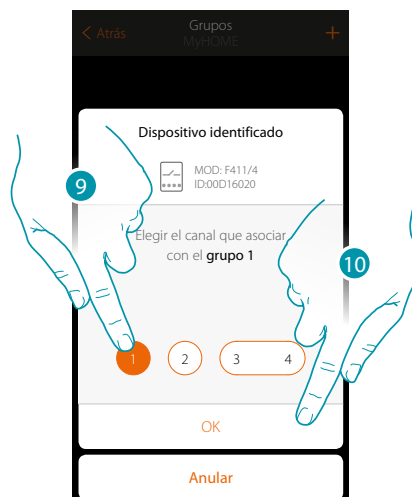 Atrás
Grupos
MyHOME
Dispositivo identificado
MOD: F411/4
ID:00D16020
9
Elegir el canal que asociar
con el grupo 1
10
1
2
3
4
OK
Anular